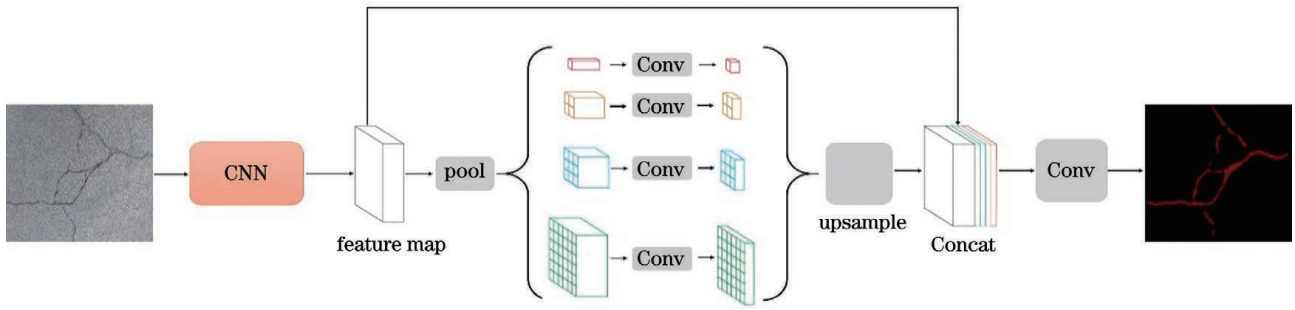 CNN
feature map
pool
Conv
Conv
Conv
Conv
upsample
Concat
Conv